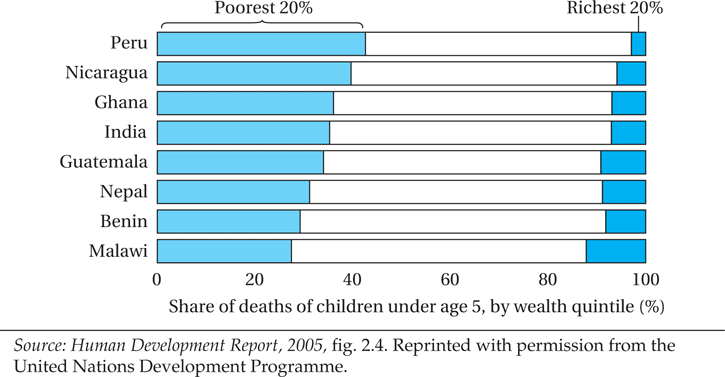 Poorest 20% Richest 20%
Peru
Nicaragua
Ghana
India
Guatemala
Nepal
Benin
Malawi
0 20 40 60 80 100
Share of deaths of children under age 5, by wealth quintile (%)
Source: Human Development Report, 2005, fig. 2.4. Reprinted with permission from the
United Nations Development Programme.